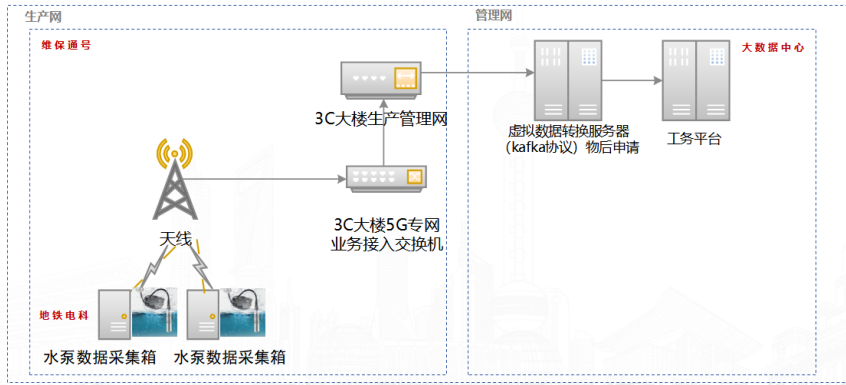 生产网
管理网
维保通号
大数据中心
3C大楼生产管理网
虚拟数据转换服务器
（kafka协议）物后申请
工务平台
天线
3C大楼5G专网
业务接入交换机
地铁电科
水泵数据采集箱
水泵数据采集箱